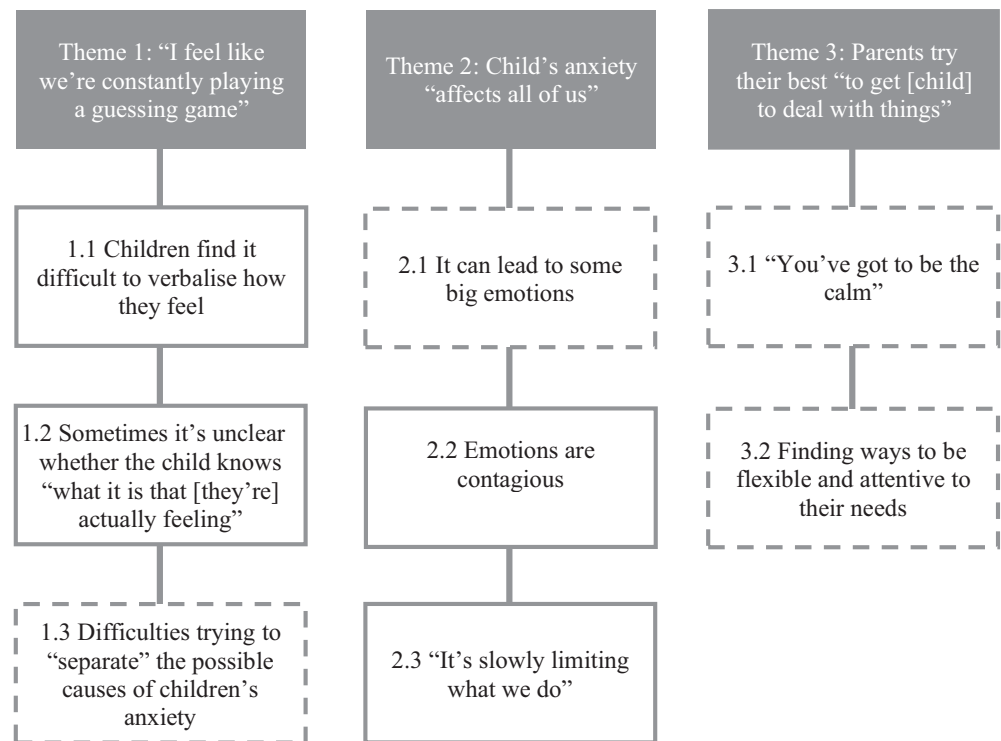 Theme 1: “I feel like
we’re constantly playing
a guessing game”
1.1 Children find it
difficult to verbalise how
they feel
1.2 Sometimes it’s unclear
whether the child knows
“what it is that [they’re]
actually feeling”
1.3 Difficulties trying to
“separate” the possible
causes of children’s
anxiety
Theme 2: Child’s anxiety
“affects all of us”
2.1 It can lead to some
big emotions
2.2 Emotions are
contagious
2.3 “It’s slowly limiting
what we do”
Theme 3: Parents try
their best “to get [child]
to deal with things”
3.1 “You’ve got to be the
calm”
3.2 Finding ways to be
flexible and attentive to
their needs